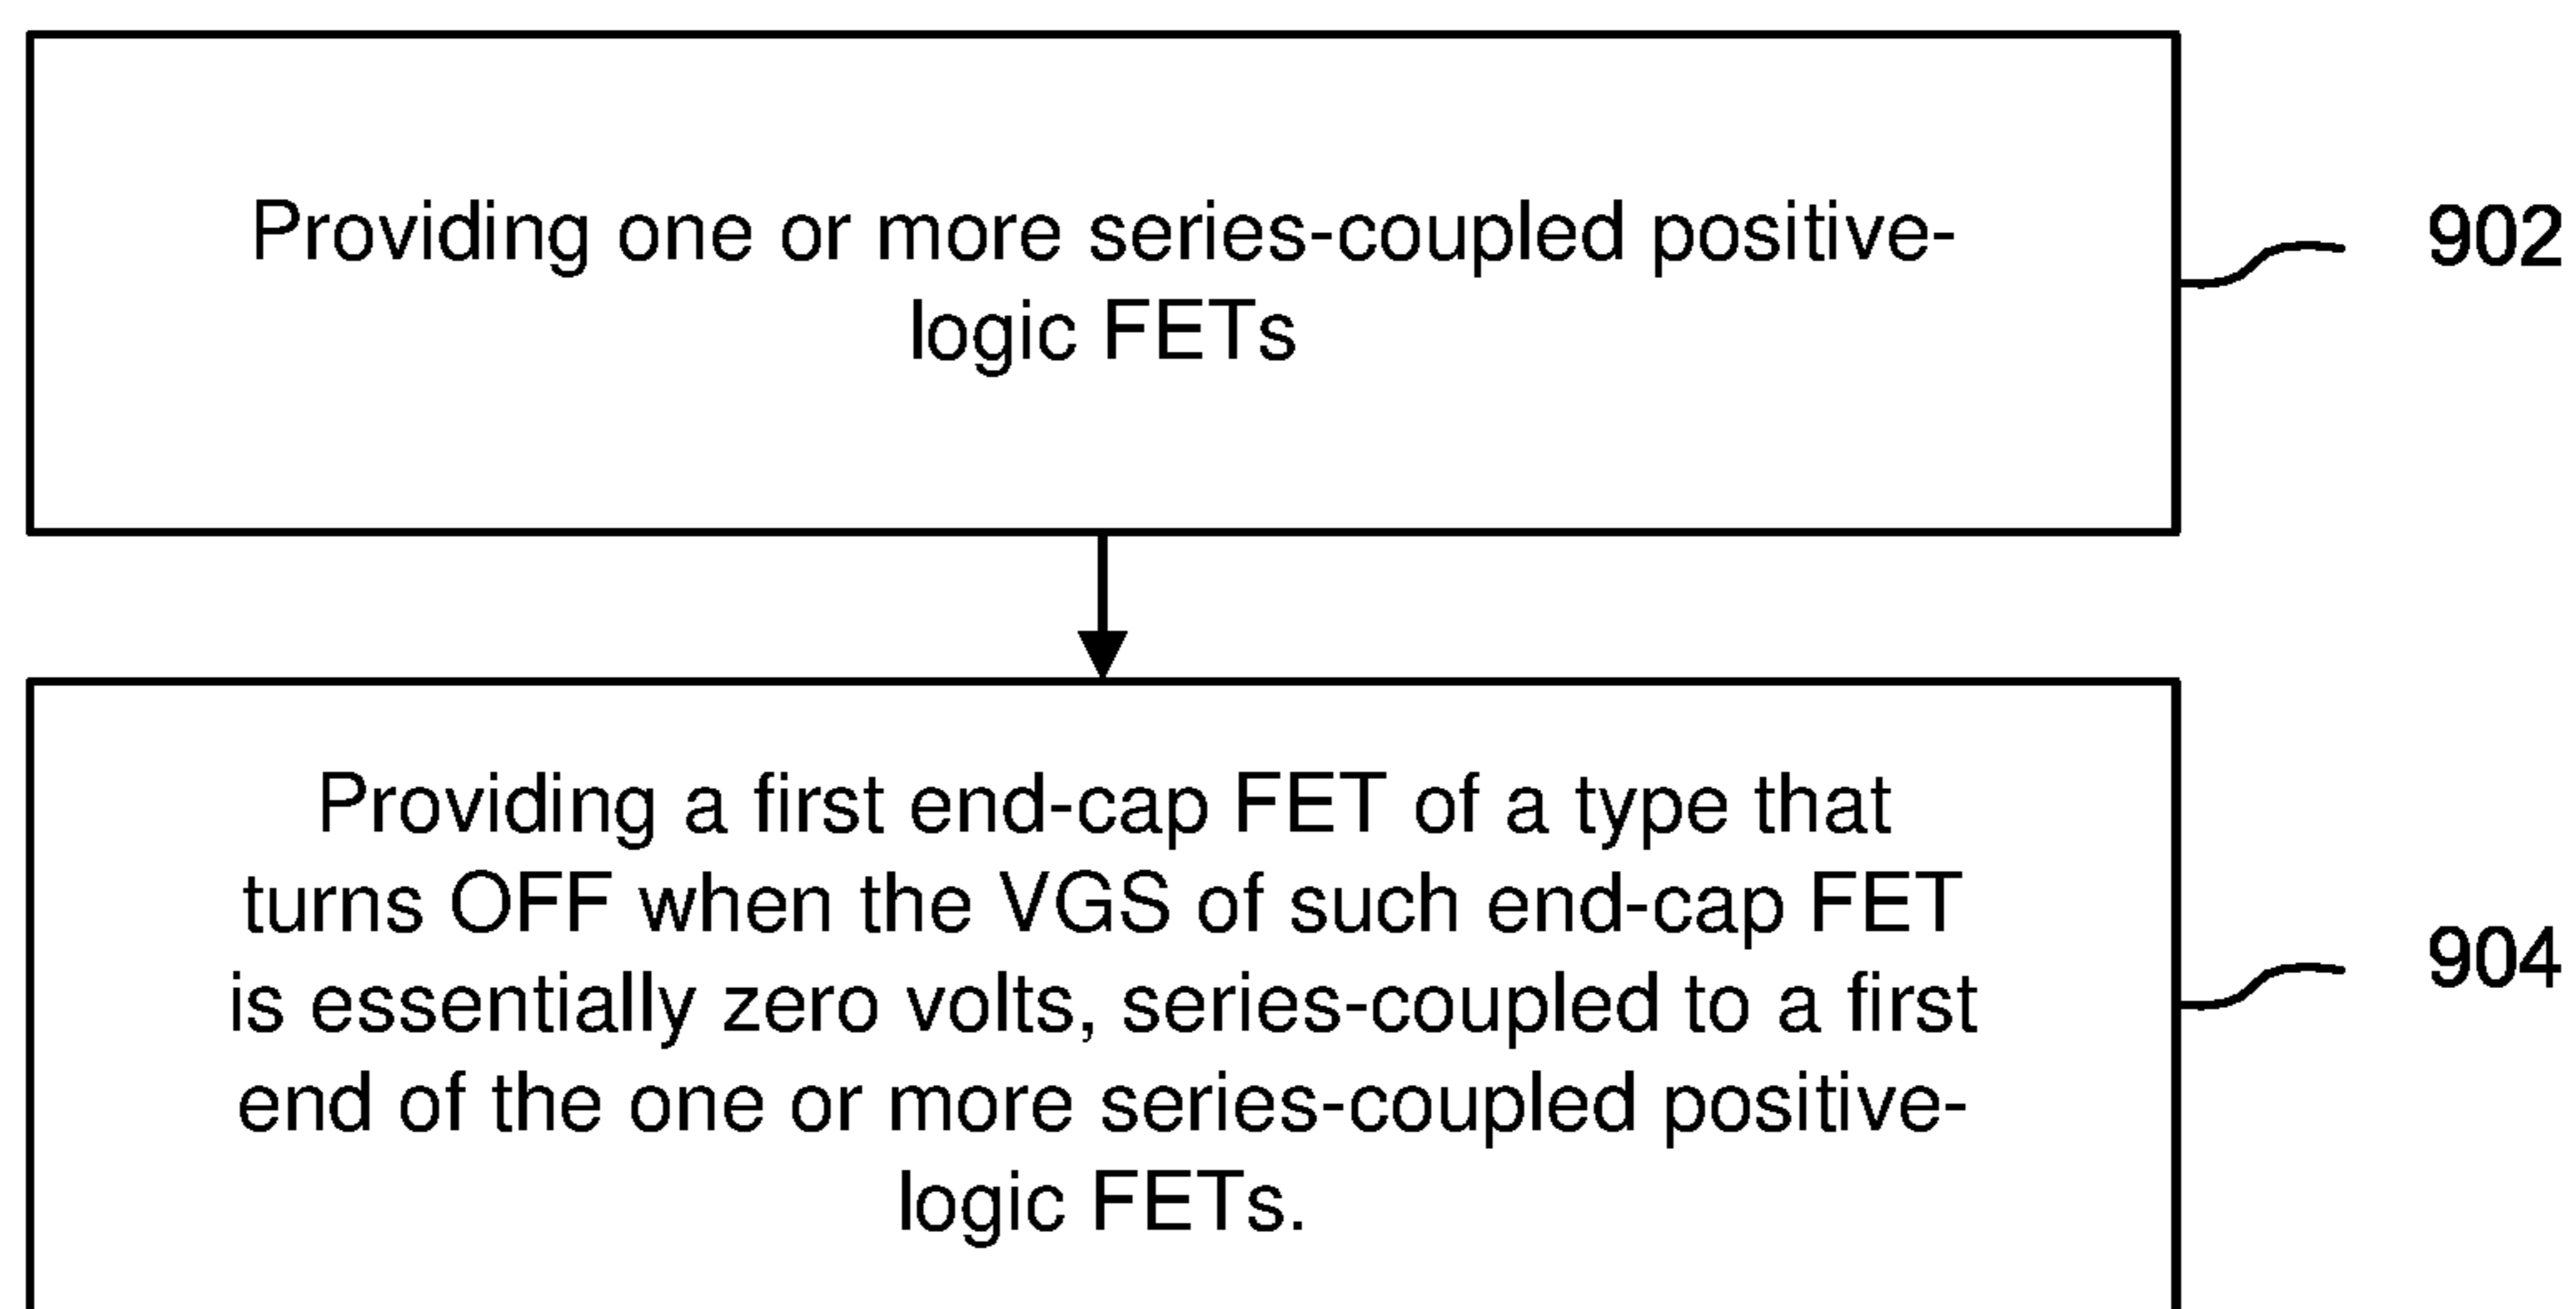 Providing one or more series-coupled positive-
logic FETs
902
Providing a first end-cap FET of a type that
turns OFF when the VGS of such end-cap FET
is essentially zero volts, series-coupled to a first
end of the one or more series-coupled positive-
logic FETs.
904